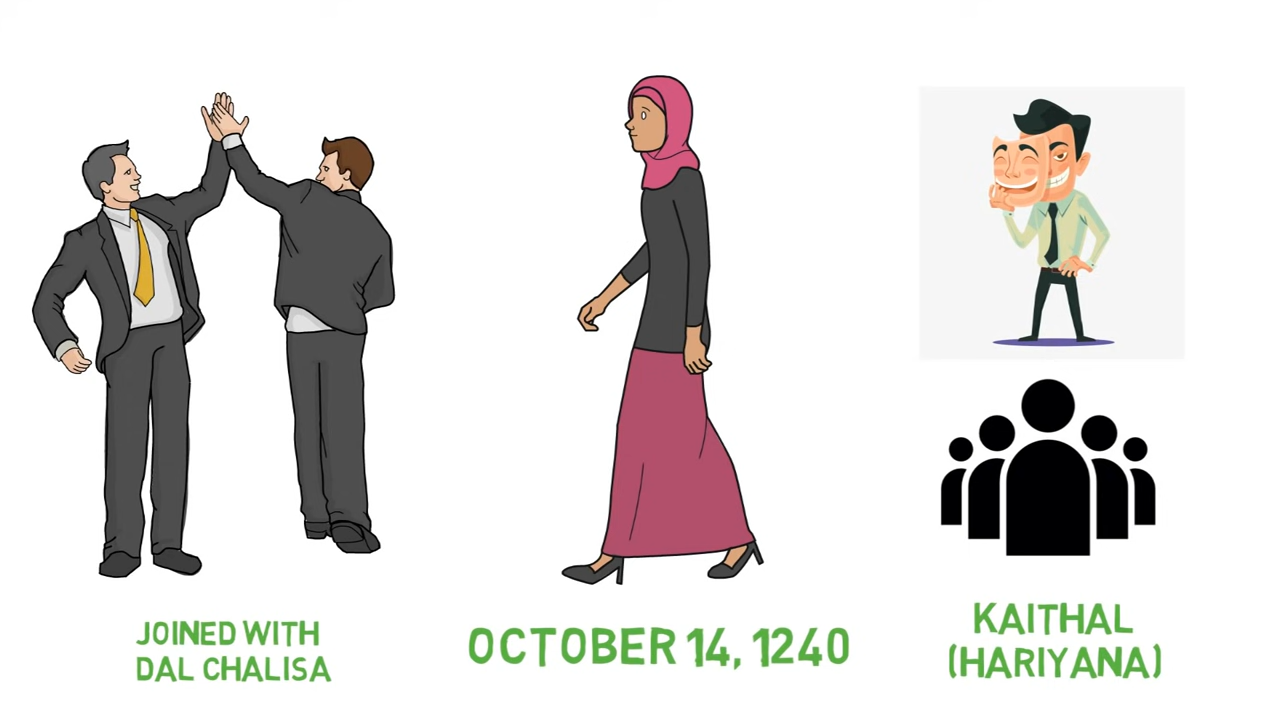 JOINED WITH
DAL CHALISA
OCTOBER 14, 1240
KAITHAL
(HARIYANA)